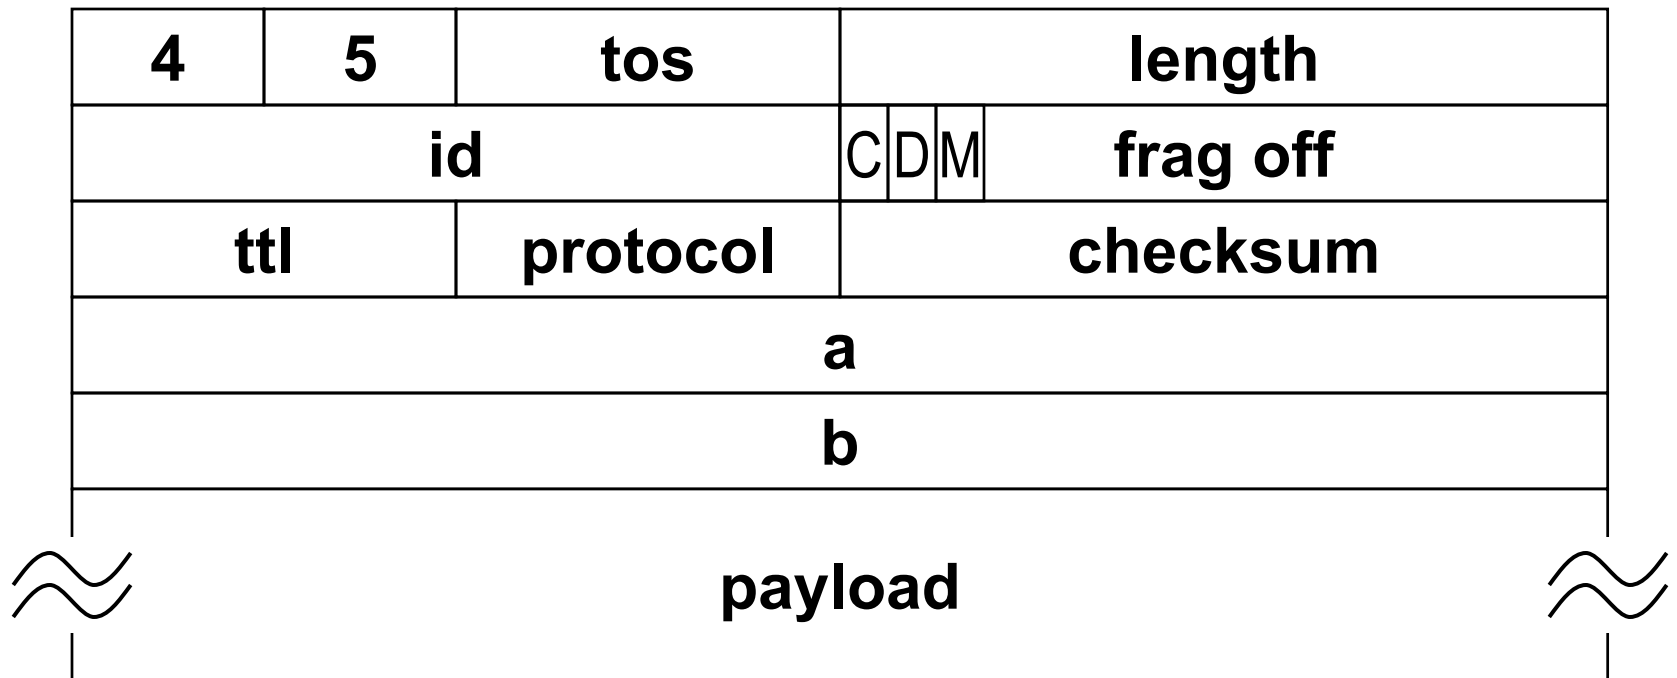 4 5 tos length
id C D M frag off
ttl protocol checksum
a
b
payload